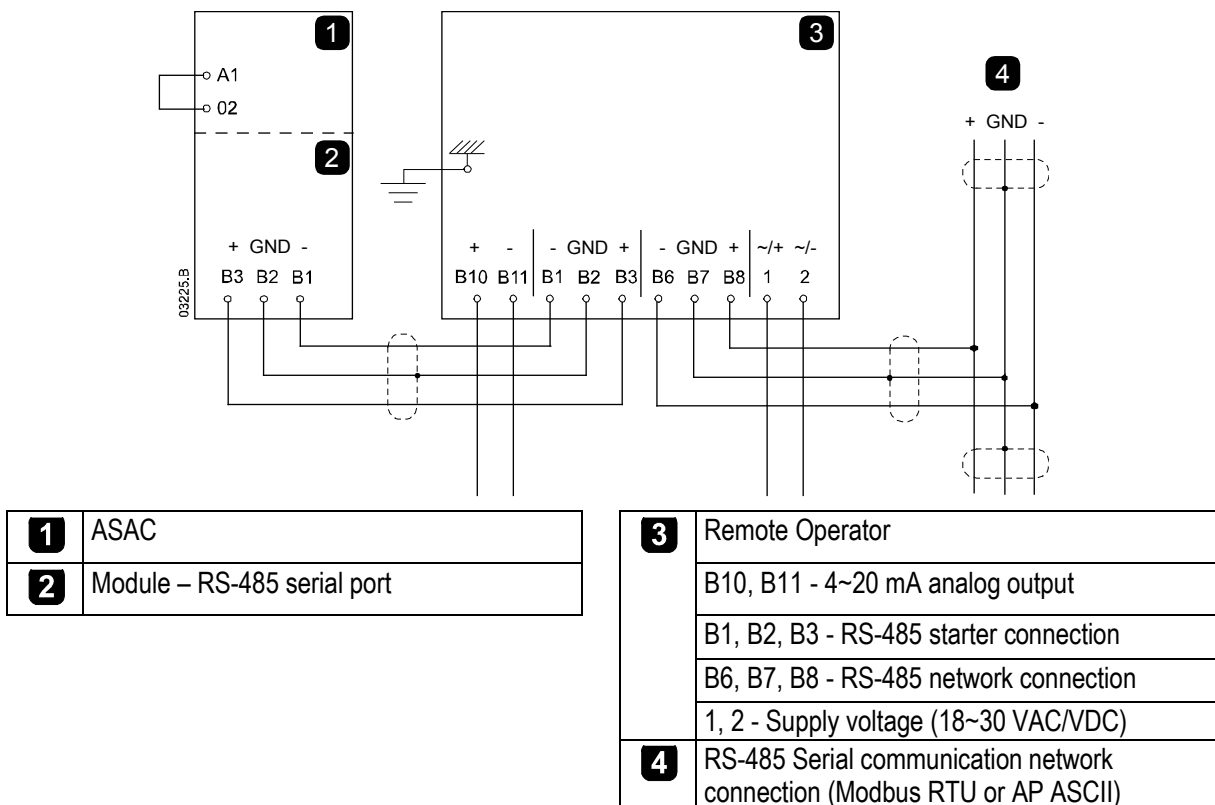 1
3
A1
02
4
+ GND -
2
+ GND - + - - GND + - GND + ~/+ ~/-
B3 B2 B1 B10 B11 B1 B2 B3 B6 B7 B8 1 2
03225.B
1 ASAC
2 Module – RS-485 serial port
3 Remote Operator
B10, B11 - 4~20 mA analog output
B1, B2, B3 - RS-485 starter connection
B6, B7, B8 - RS-485 network connection
1, 2 - Supply voltage (18~30 VAC/VDC)
4 RS-485 Serial communication network
connection (Modbus RTU or AP ASCII)